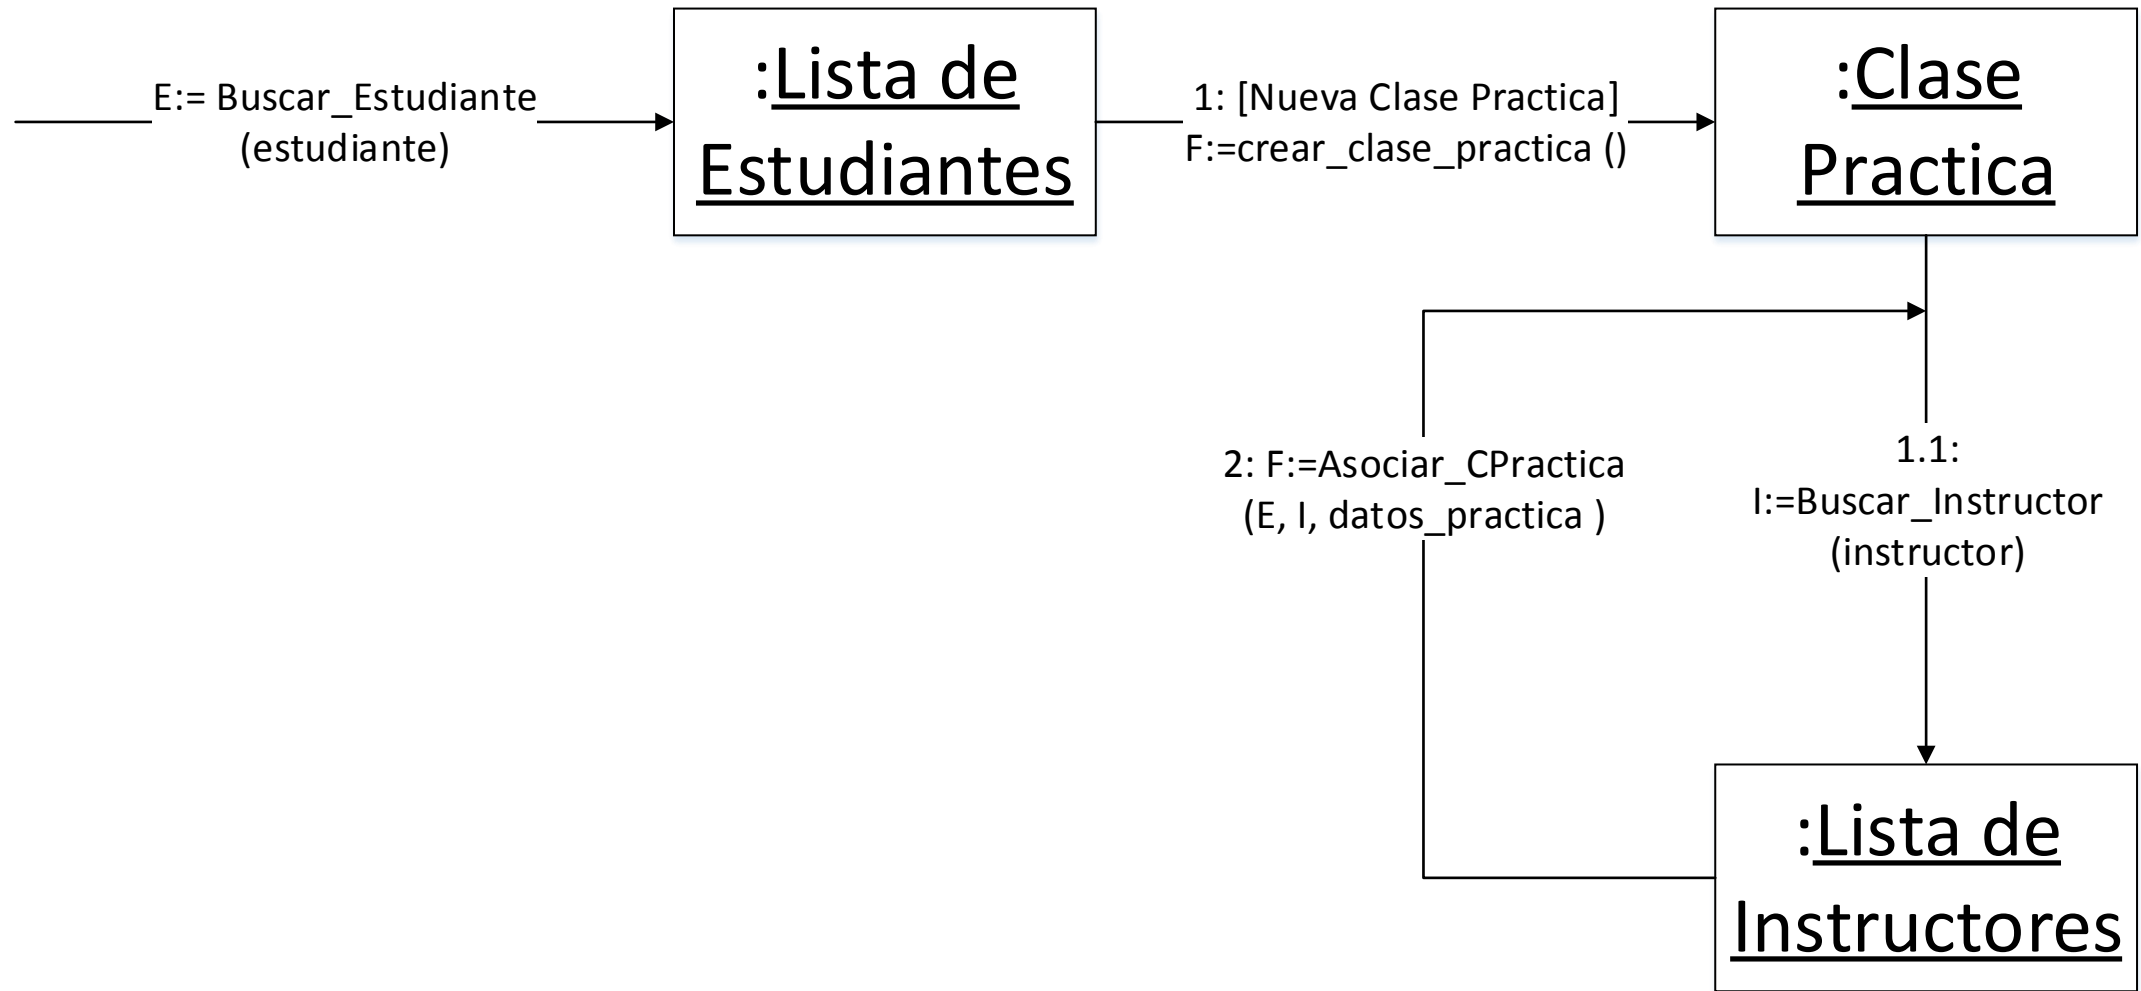 E:= Buscar_Estudiante
(estudiante)
:Lista de
Estudiantes
1: [Nueva Clase Practica]
F:=crear_clase_practica ()
:Clase
Practica
2: F:=Asociar_CPractica
(E, I, datos_practica )
1.1:
I:=Buscar_Instructor
(instructor)
:Lista de
Instructores